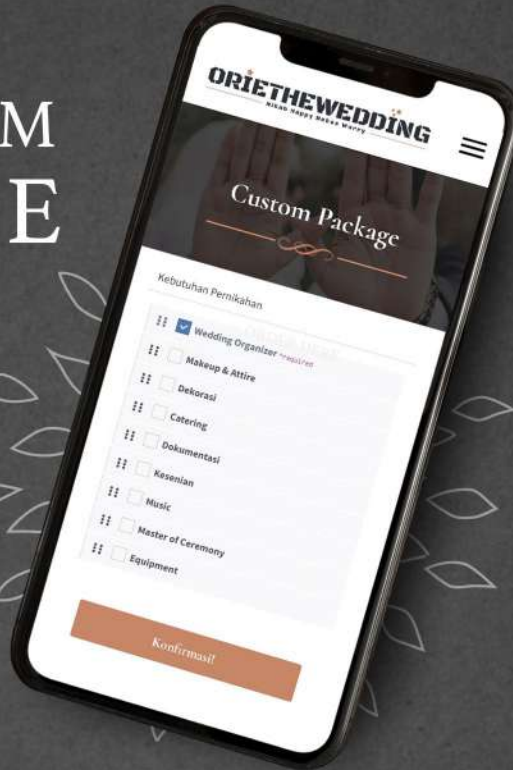 M
E
ORIETHEWEDDING
Nikah Happy Bukan Worry
Custom Package
Kebutuhan Pernikahan
Wedding Organizer *required
Makeup & Attire
Dekorasi
Catering
Dokumentasi
Kesenian
Music
Master of Ceremony
Equipment
Konfirmasi!